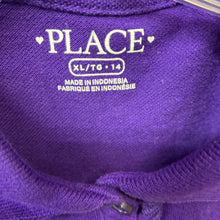 ♥PLACE♥
XL/TG • 14
MADE IN INDONESIA
FABRIQUÉ EN INDONÉSIE